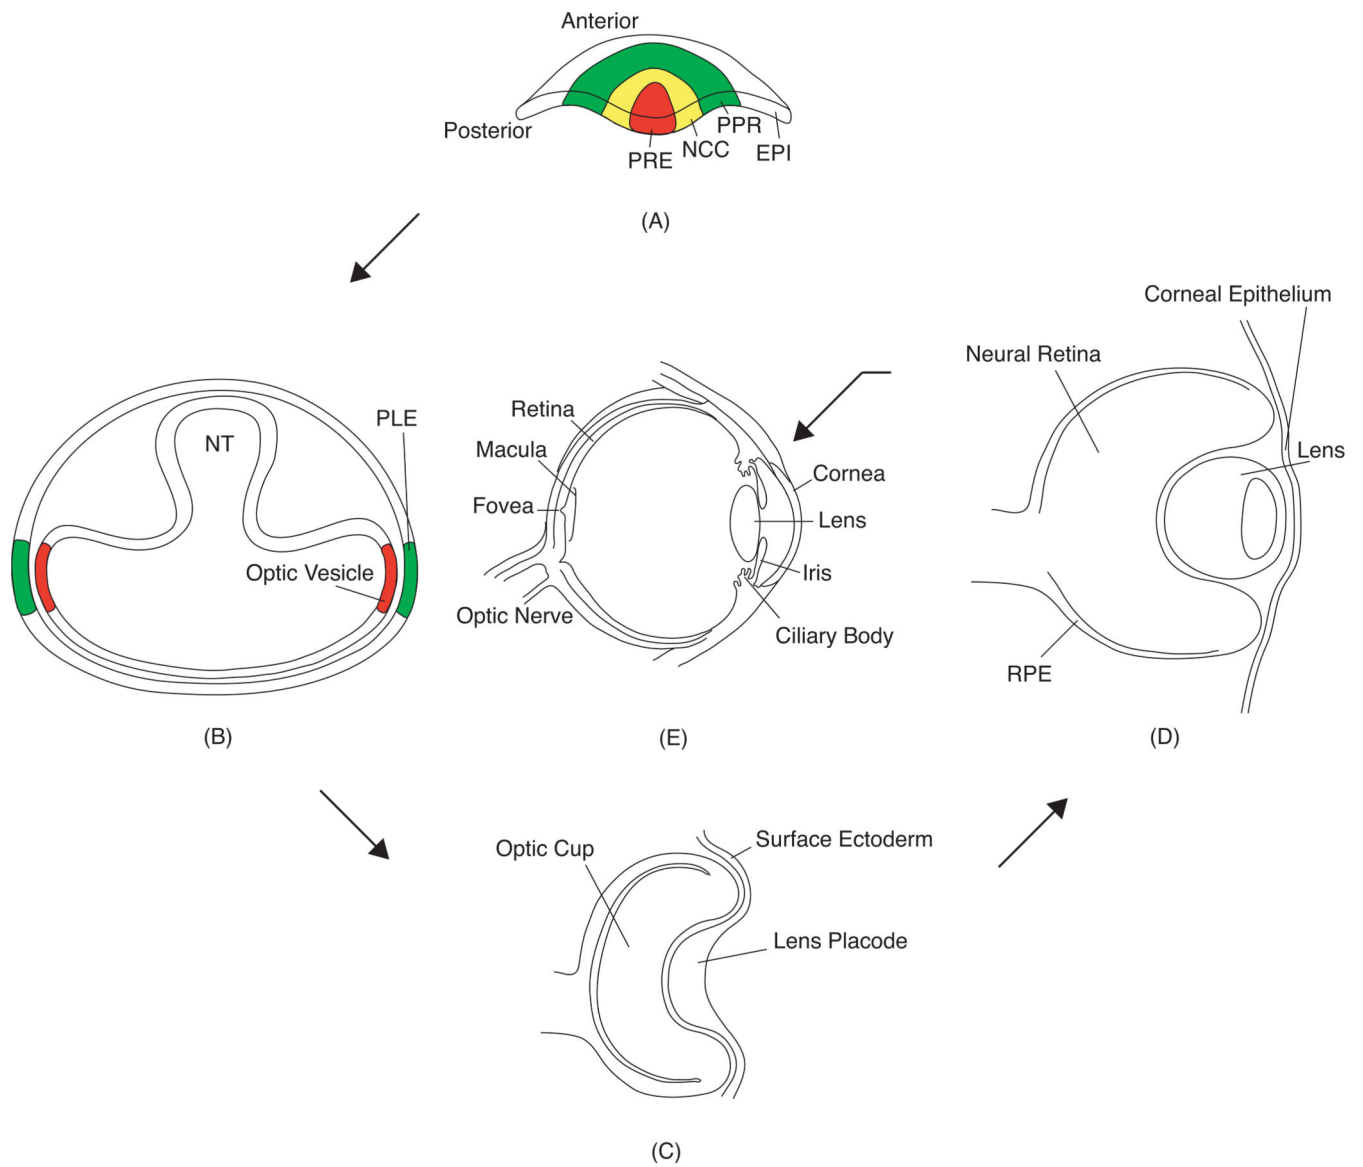 Anterior
Posterior
PPR
NCC
EPI
PRE
(A)
Corneal Epithelium
Neural Retina
Lens
RPE
(D)
PLE
NT
Optic Vesicle
(B)
Retina
Macula
Fovea
Optic Nerve
Cornea
Lens
Iris
Ciliary Body
(E)
Optic Cup
Surface Ectoderm
Lens Placode
(C)